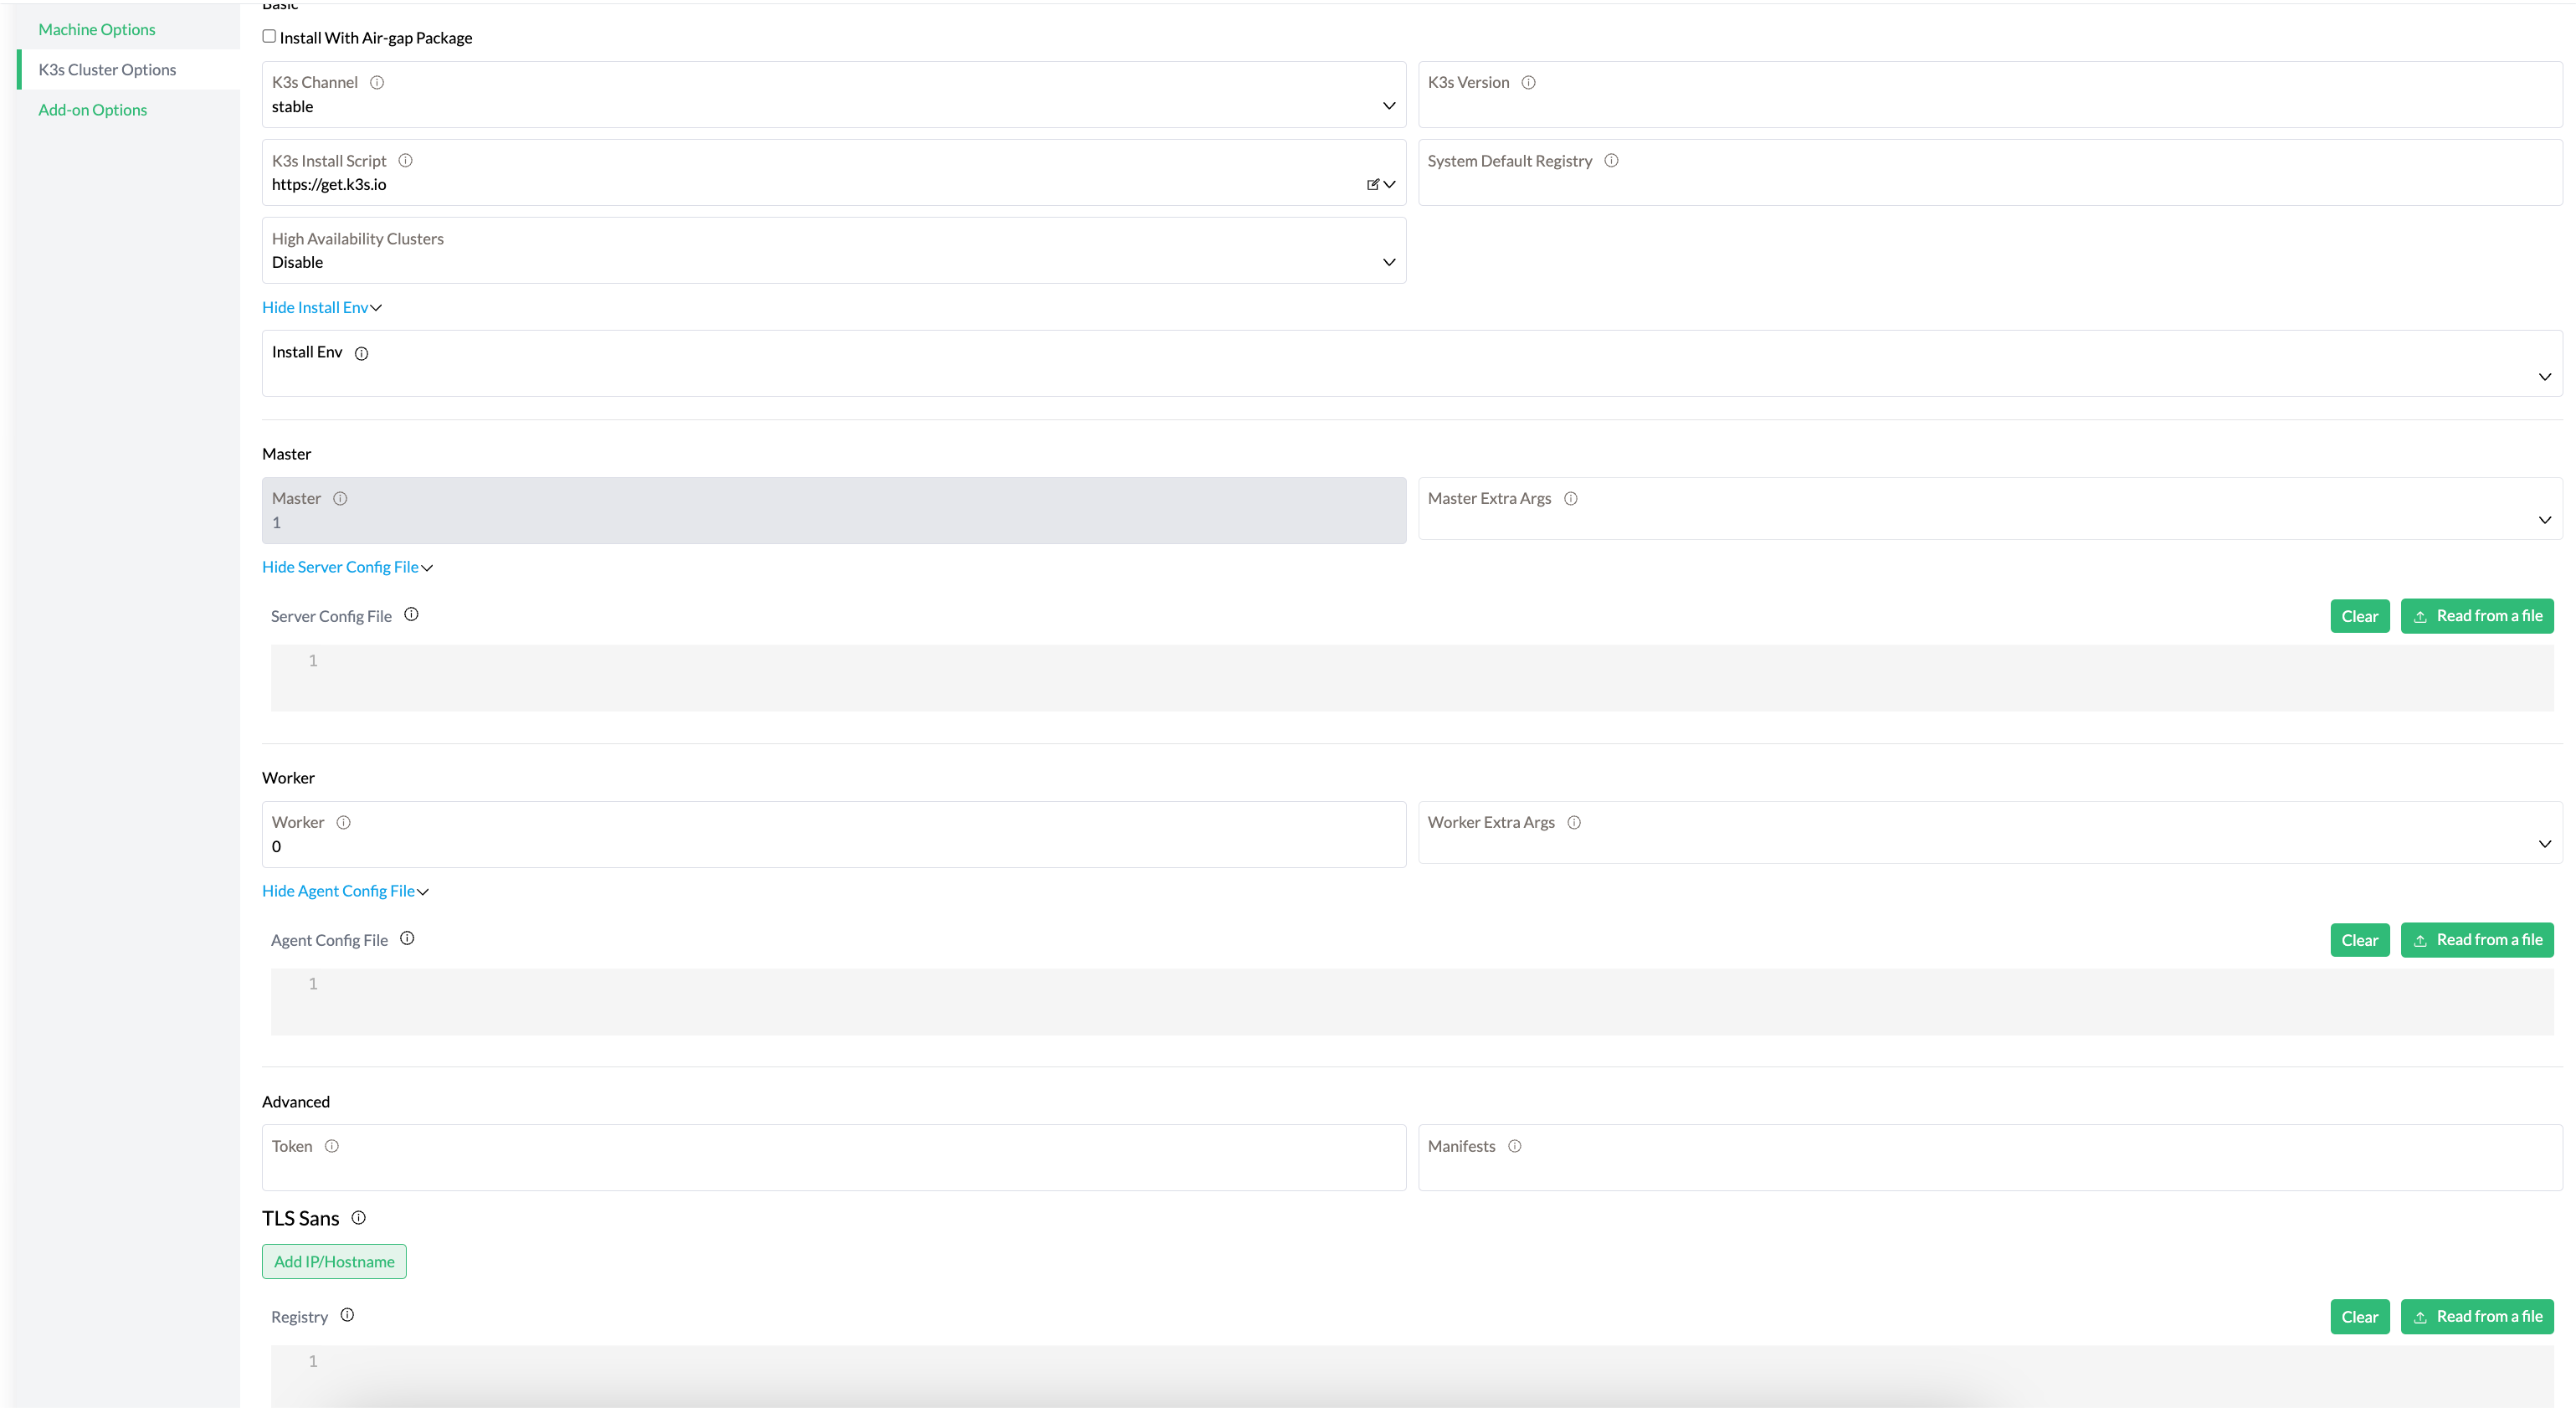 Basic
Machine Options
K3s Cluster Options
Add-on Options
Install With Air-gap Package
K3s Channel
stable
K3s Version
K3s Install Script
https://get.k3s.io
System Default Registry
High Availability Clusters
Disable
Hide Install Env
Install Env
Master
Master
1
Master Extra Args
Hide Server Config File
Server Config File
Clear
Read from a file
1
Worker
Worker
0
Worker Extra Args
Hide Agent Config File
Agent Config File
Clear
Read from a file
1
Advanced
Token
Manifests
TLS Sans
Add IP/Hostname
Registry
Clear
Read from a file
1